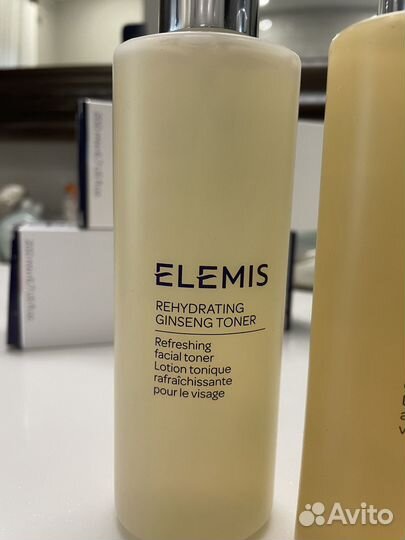 ELEMIS
REHYDRATING
GINSENG TONER
Refreshing
facial toner
Lotion tonique
rafraîchissante
pour le visage
Avito